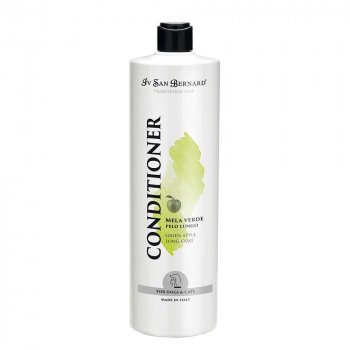 Iv San Bernard®
TRADITIONAL LINE
CONDITIONER
MELA VERDE
PELO LUNGO
GREEN APPLE
LONG COAT
FOR DOGS & CATS
MADE IN ITALY